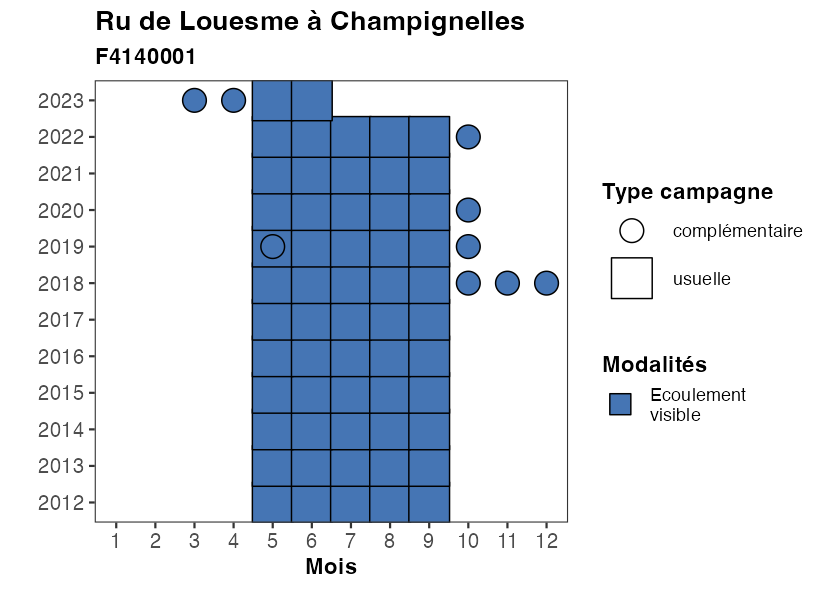 Ru de Louesme à Champignelles
F4140001
2023
2022
2021
2020
2019
2018
2017
2016
2015
2014
2013
2012
1 2 3 4 5 6 7 8 9 10 11 12
Mois
Type campagne
complémentaire
usuelle
Modalités
Ecoulement
visible